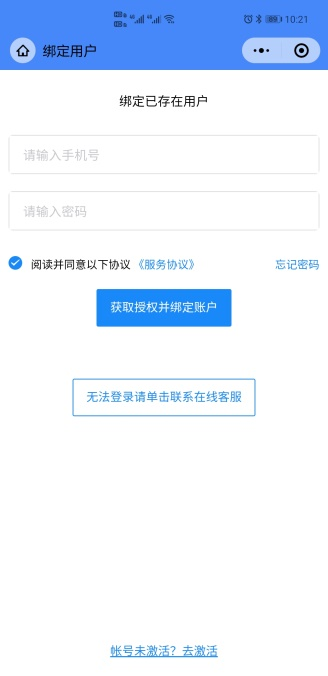 10:21
绑定用户
绑定已存在用户
请输入手机号
请输入密码
阅读并同意以下协议 《服务协议》 忘记密码
获取授权并绑定账户
无法登录请单击联系在线客服
帐号未激活？去激活